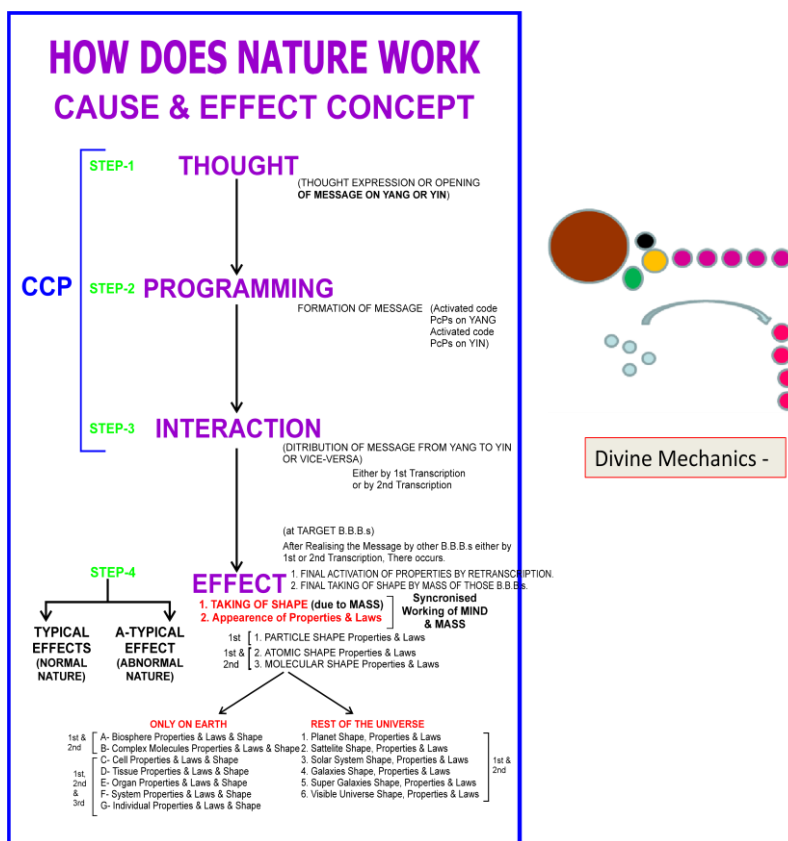 HOW DOES NATURE WORK
CAUSE & EFFECT CONCEPT
CCP
STEP-1
THOUGHT
(THOUGHT EXPRESSION OR OPENING
OF MESSAGE ON YANG OR YIN)
STEP-2
PROGRAMMING
FORMATION OF MESSAGE
(Activated code
PcPs on YANG
Activated code
PcPs on YIN)
STEP-3
INTERACTION
(DITRIBUTION OF MESSAGE FROM YANG TO YIN
OR VICE-VERSA)
Either by 1st Transcription
or by 2nd Transcription
(at TARGET B.B.B.s)
After Realising the Message by other B.B.B.s either by
1st or 2nd Transcription, There occurs.
STEP-4
EFFECT
1. FINAL ACTIVATION OF PROPERTIES BY RETRANSCRIPTION.
2. FINAL TAKING OF SHAPE BY MASS OF THOSE B.B.B.s.
1. TAKING OF SHAPE (due to MASS)
2. Appearence of Properties & Laws
Syncronised
Working of MIND
& MASS
TYPICAL
EFFECTS
(NORMAL
NATURE)
A-TYPICAL
EFFECT
(ABNORMAL
NATURE)
1st
1. PARTICLE SHAPE Properties & Laws
1st &
2nd
2. ATOMIC SHAPE Properties & Laws
3. MOLECULAR SHAPE Properties & Laws
ONLY ON EARTH
1st &
2nd
A- Biosphere Properties & Laws & Shape
B- Complex Molecules Properties & Laws & Shape
1st,
2nd
&
3rd
C- Cell Properties & Laws & Shape
D- Tissue Properties & Laws & Shape
E- Organ Properties & Laws & Shape
F- System Properties & Laws & Shape
G- Individual Properties & Laws & Shape
REST OF THE UNIVERSE
1. Planet Shape, Properties & Laws
2. Sattelite Shape, Properties & Laws
3. Solar System Shape, Properties & Laws
4. Galaxies Shape, Properties & Laws
5. Super Galaxies Shape, Properties & Laws
6. Visible Universe Shape, Properties & Laws
1st &
2nd
Divine Mechanics -